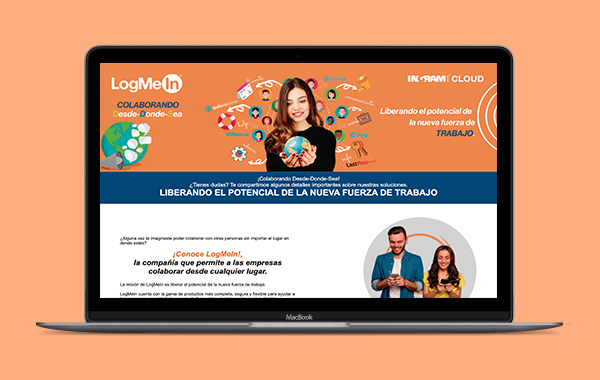 LogMeIn
COLABORANDO
Desde-Donde-Sea
Rescue
LastPass
INGRAM CLOUD
Liberando el potencial de
la nueva fuerza de
TRABAJO
¡Colaborando Desde-Donde-Sea!
¿Tienes dudas? Te compartimos algunos detalles importantes sobre nuestras soluciones.
LIBERANDO EL POTENCIAL DE LA NUEVA FUERZA DE TRABAJO
¿Alguna vez te imaginaste poder colaborar con otras personas sin importar el lugar en
donde estés?
¡Conoce LogMeIn!,
la compañía que permite a las empresas
colaborar desde cualquier lugar.
La misión de LogMeIn es liberar el potencial de la nueva fuerza de trabajo.
LogMeIn cuenta con la gama de productos más completa, segura y flexible para ayudar a
MacBook